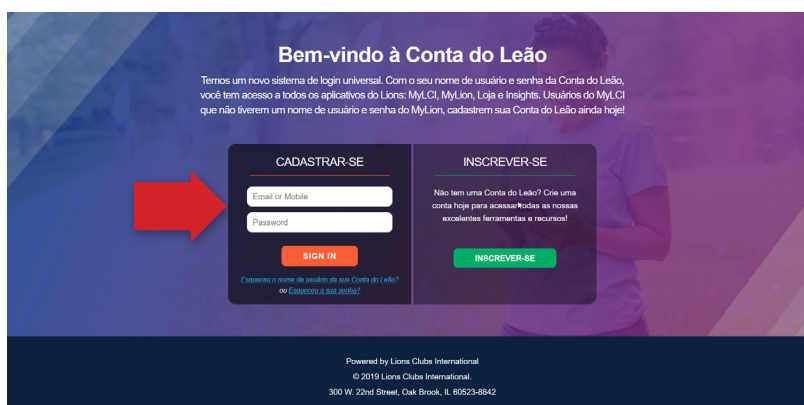 Bem-vindo à Conta do Leão
Temos um novo sistema de login universal. Com o seu nome de usuário e senha da Conta do Leão,
você tem acesso a todos os aplicativos do Lions: MyLCI, MyLion, Loja e Insights. Usuários do MyLCI
que não tiverem um nome de usuário e senha do MyLion, cadastrem sua Conta do Leão ainda hoje!
CADASTRAR-SE
Email or Mobile
Password
SIGN IN
Esqueceu o nome de usuário da sua Conta do Leão?
ou Esqueceu a sua senha?
INSCREVER-SE
Não tem uma Conta do Leão? Crie uma
conta hoje para acessar todas as nossas
excelentes ferramentas e recursos!
INSCREVER-SE
Powered by Lions Clubs International
© 2019 Lions Clubs International.
300 W. 22nd Street, Oak Brook, IL 60523-8842